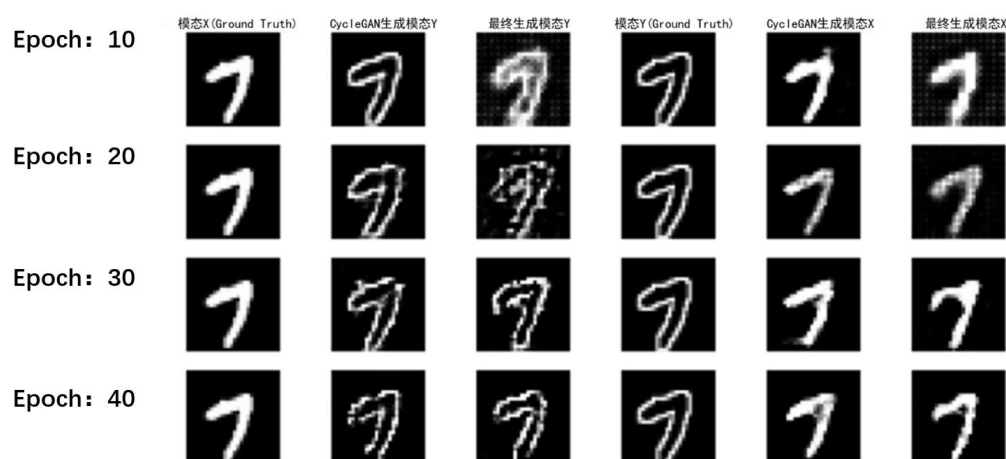 模态X(Ground Truth) CycleGAN生成模态Y 最终生成模态Y 模态Y(Ground Truth) CycleGAN生成模态X 最终生成模态X
Epoch：10
Epoch：20
Epoch：30
Epoch：40